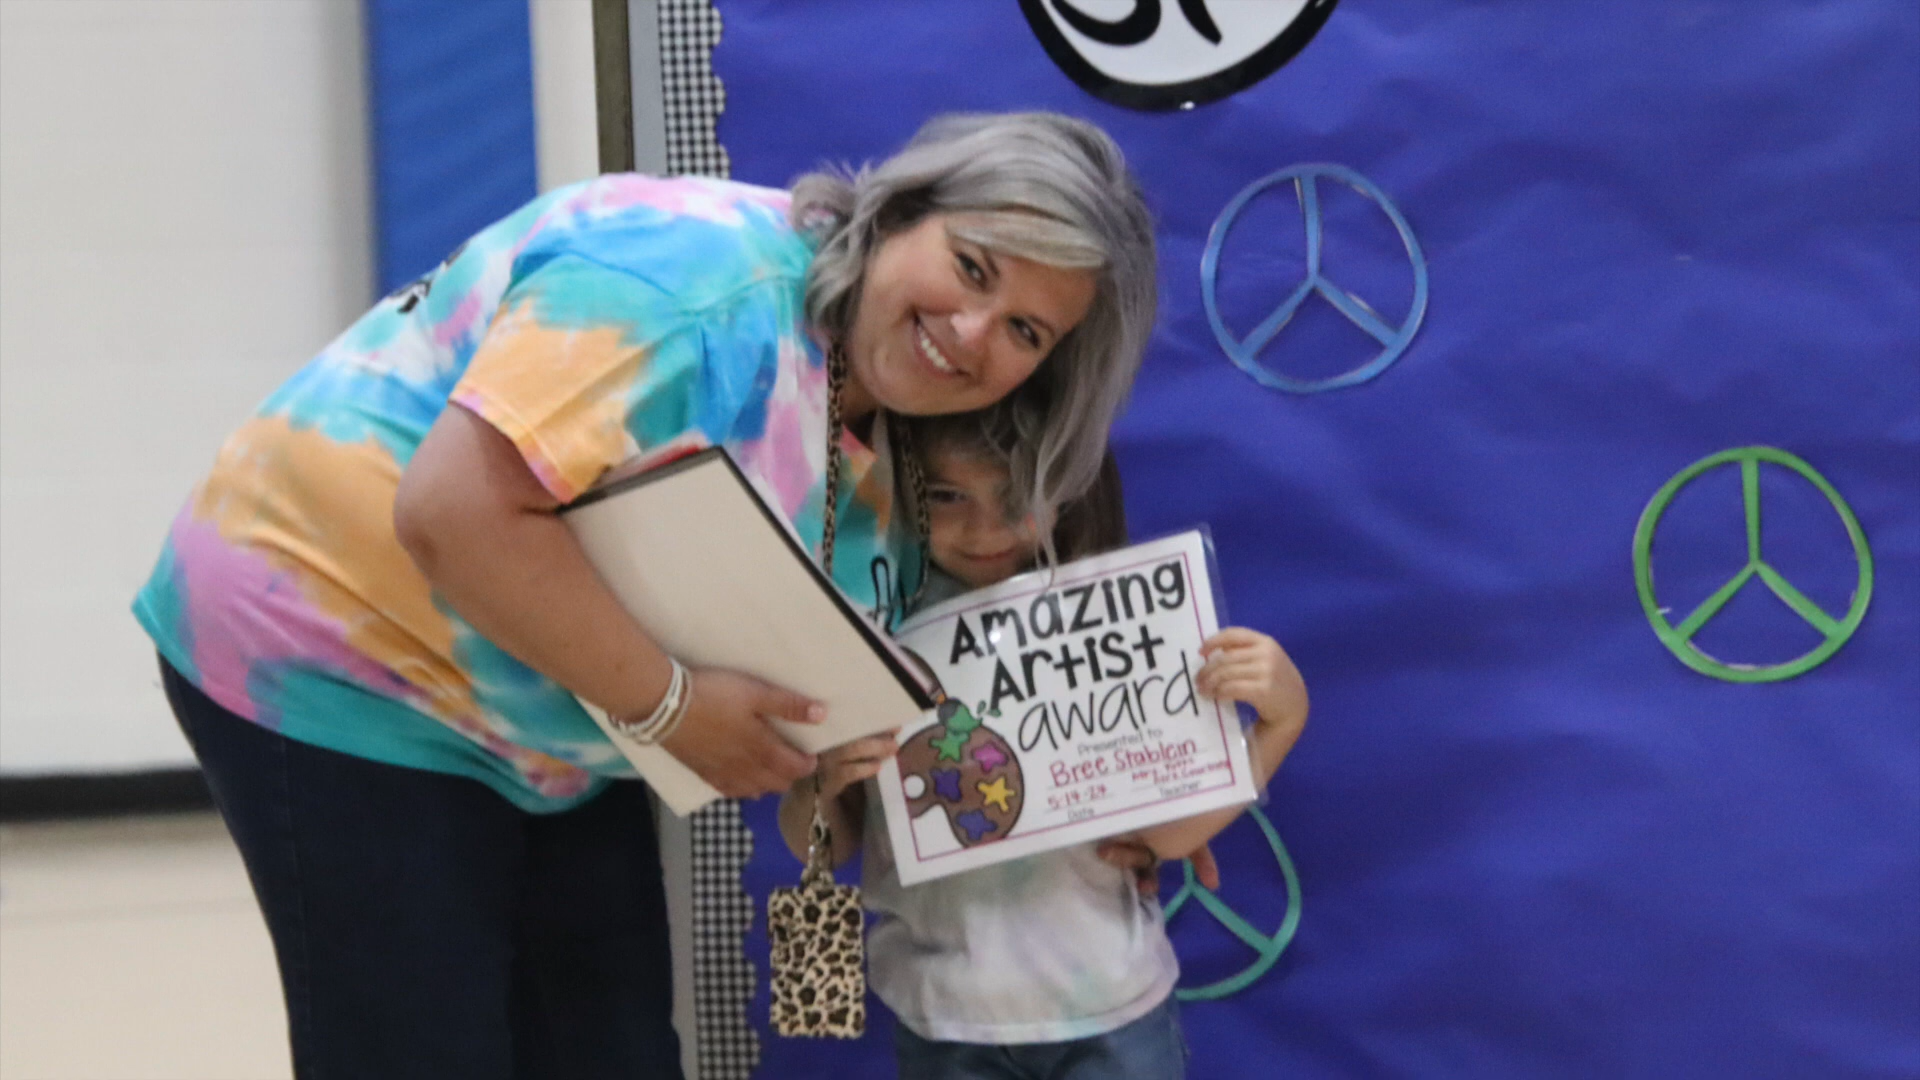 Amazing
Artist
award
Presented to
Bree Stablein
5-14-24
Date
Teacher